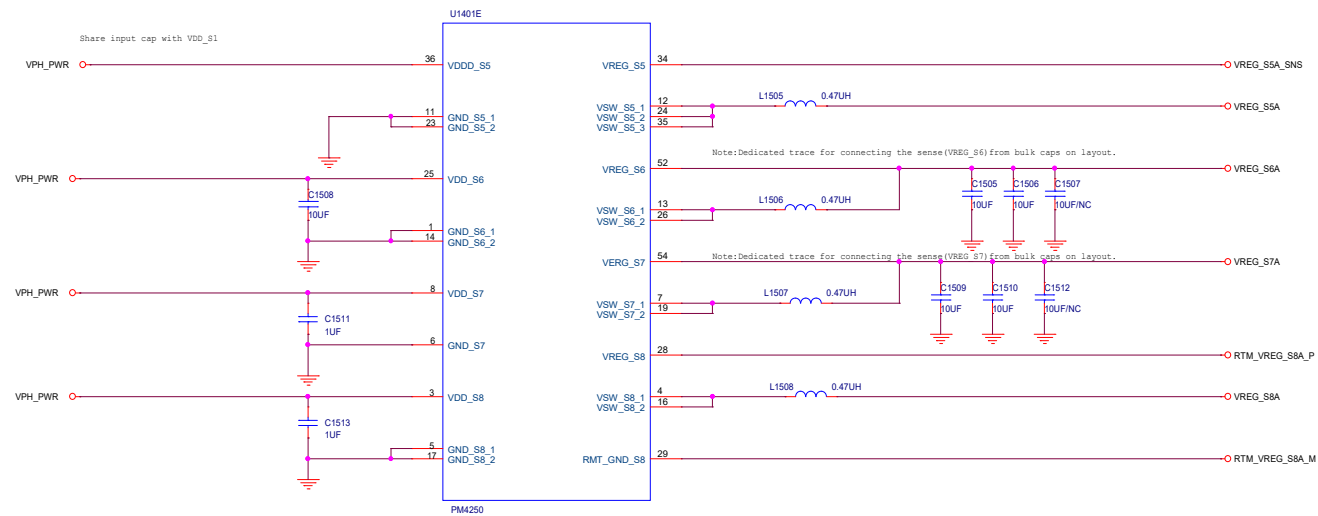 U1401E
Share input cap with VDD_S1
VPH_PWR
36
VDDD_S5
VREG_S5
34
VREG_S5A_SNS
L1505
0.47UH
11
GND_S5_1
23
GND_S5_2
12
VSW_S5_1
24
VSW_S5_2
35
VSW_S5_3
VREG_S5A
Note:Dedicated trace for connecting the sense(VREG_S6)from bulk caps on layout.
VPH_PWR
25
VDD_S6
VREG_S6
52
VREG_S6A
C1508
10UF
C1505
10UF
C1506
10UF
C1507
10UF/NC
L1506
0.47UH
VSW_S6_1
13
VSW_S6_2
26
1
GND_S6_1
14
GND_S6_2
Note:Dedicated trace for connecting the sense(VREG_S7)from bulk caps on layout.
VERG_S7
54
VREG_S7A
VPH_PWR
8
VDD_S7
L1507
0.47UH
VSW_S7_1
7
VSW_S7_2
19
C1509
10UF
C1510
10UF
C1512
10UF/NC
C1511
1UF
6
GND_S7
VREG_S8
28
RTM_VREG_S8A_P
VPH_PWR
3
VDD_S8
L1508
0.47UH
VSW_S8_1
4
VSW_S8_2
16
VREG_S8A
C1513
1UF
5
GND_S8_1
17
GND_S8_2
RMT_GND_S8
29
RTM_VREG_S8A_M
PM4250